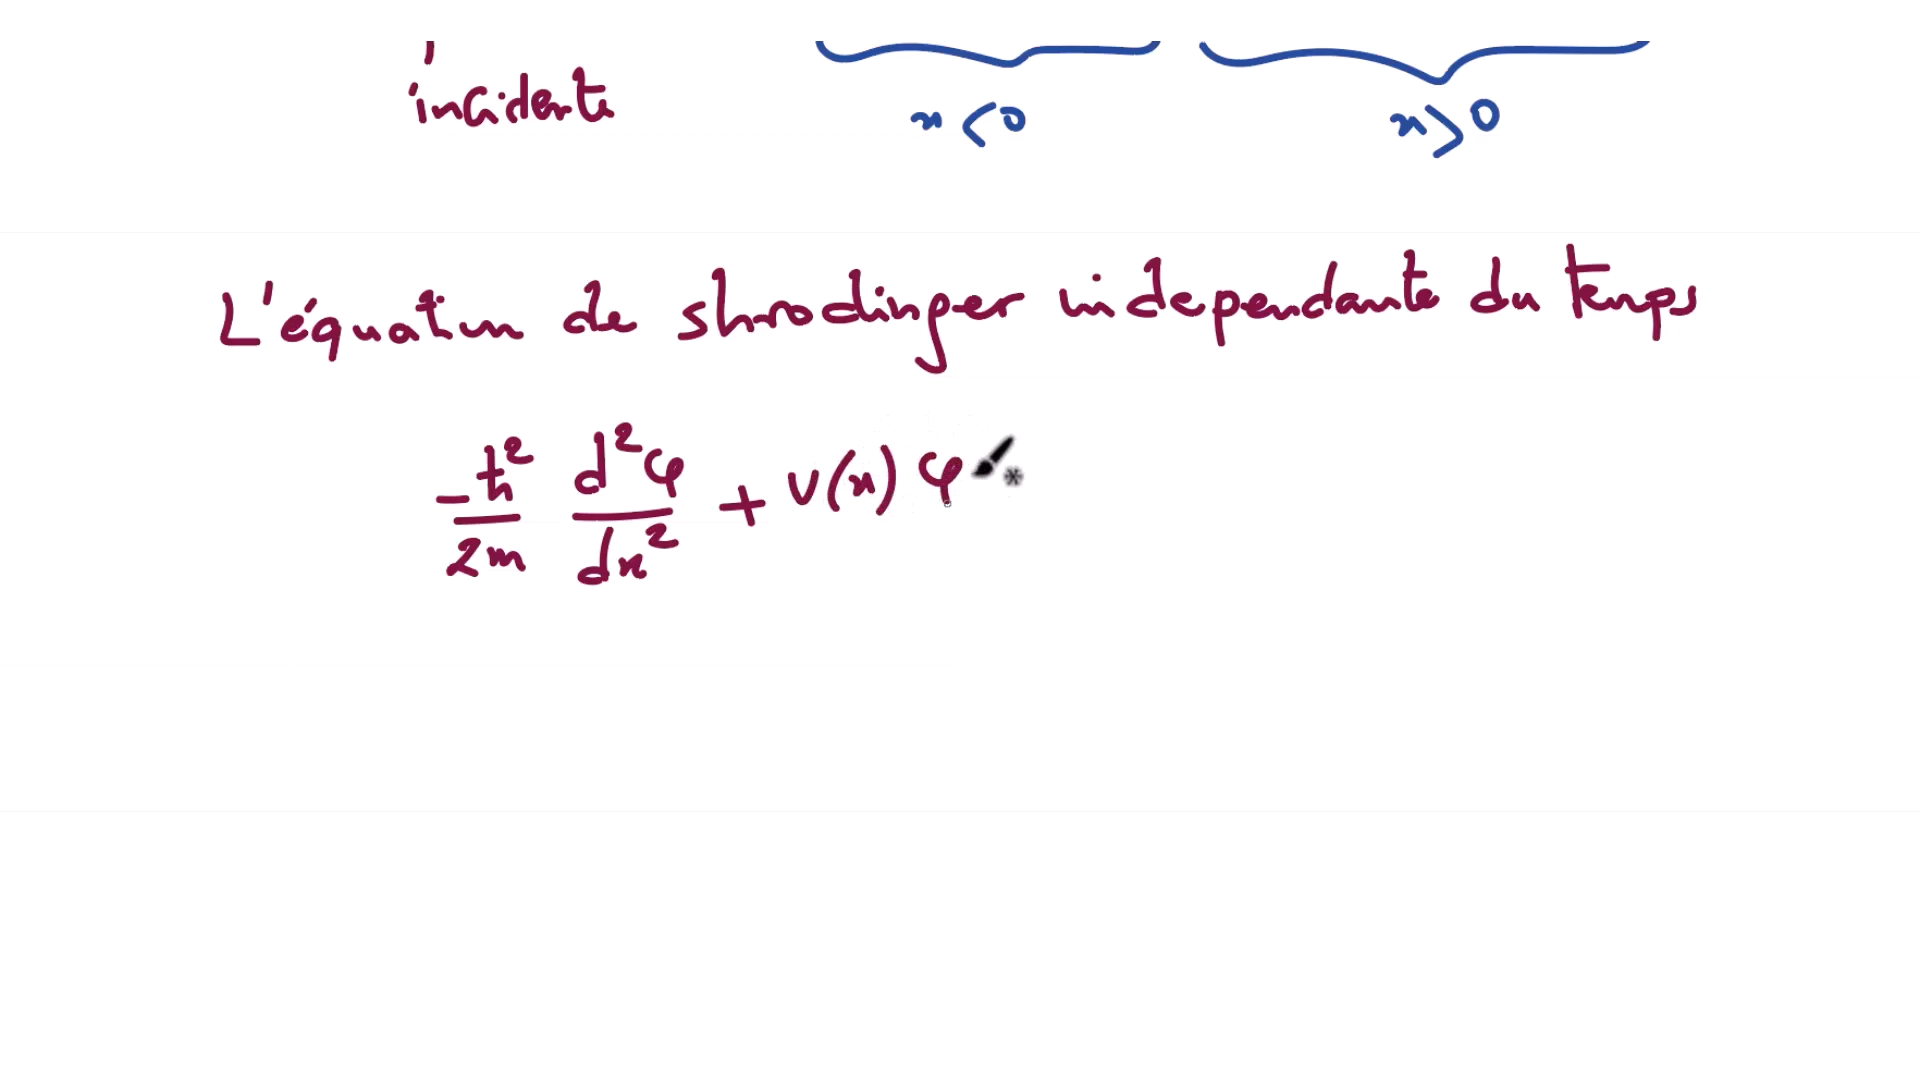 incidente x < 0 x > 0
L'équation de shrodinger independante du temps
-ħ²/2m d²φ/dx² + V(x) φ